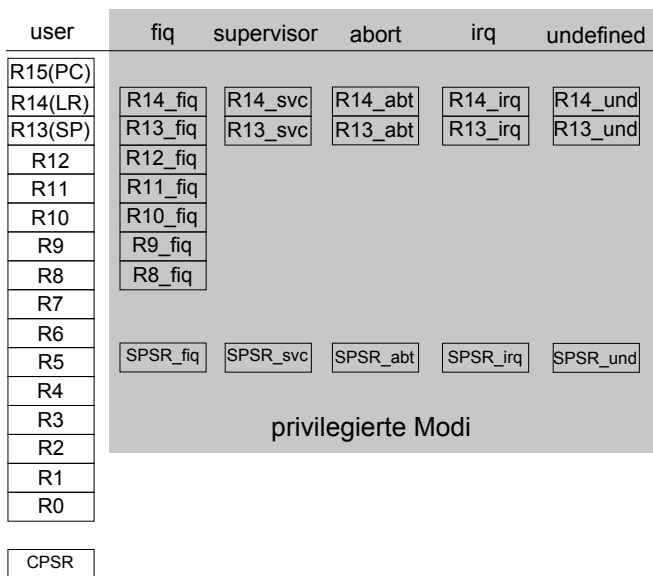 user fiq supervisor abort irq undefined
R15(PC)
R14(LR) R14_fiq R14_svc R14_abt R14_irq R14_und
R13(SP) R13_fiq R13_svc R13_abt R13_irq R13_und
R12 R12_fiq
R11 R11_fiq
R10 R10_fiq
R9 R9_fiq
R8 R8_fiq
R7
R6
R5 SPSR_fiq SPSR_svc SPSR_abt SPSR_irq SPSR_und
R4
R3 privilegierte Modi
R2
R1
R0
CPSR